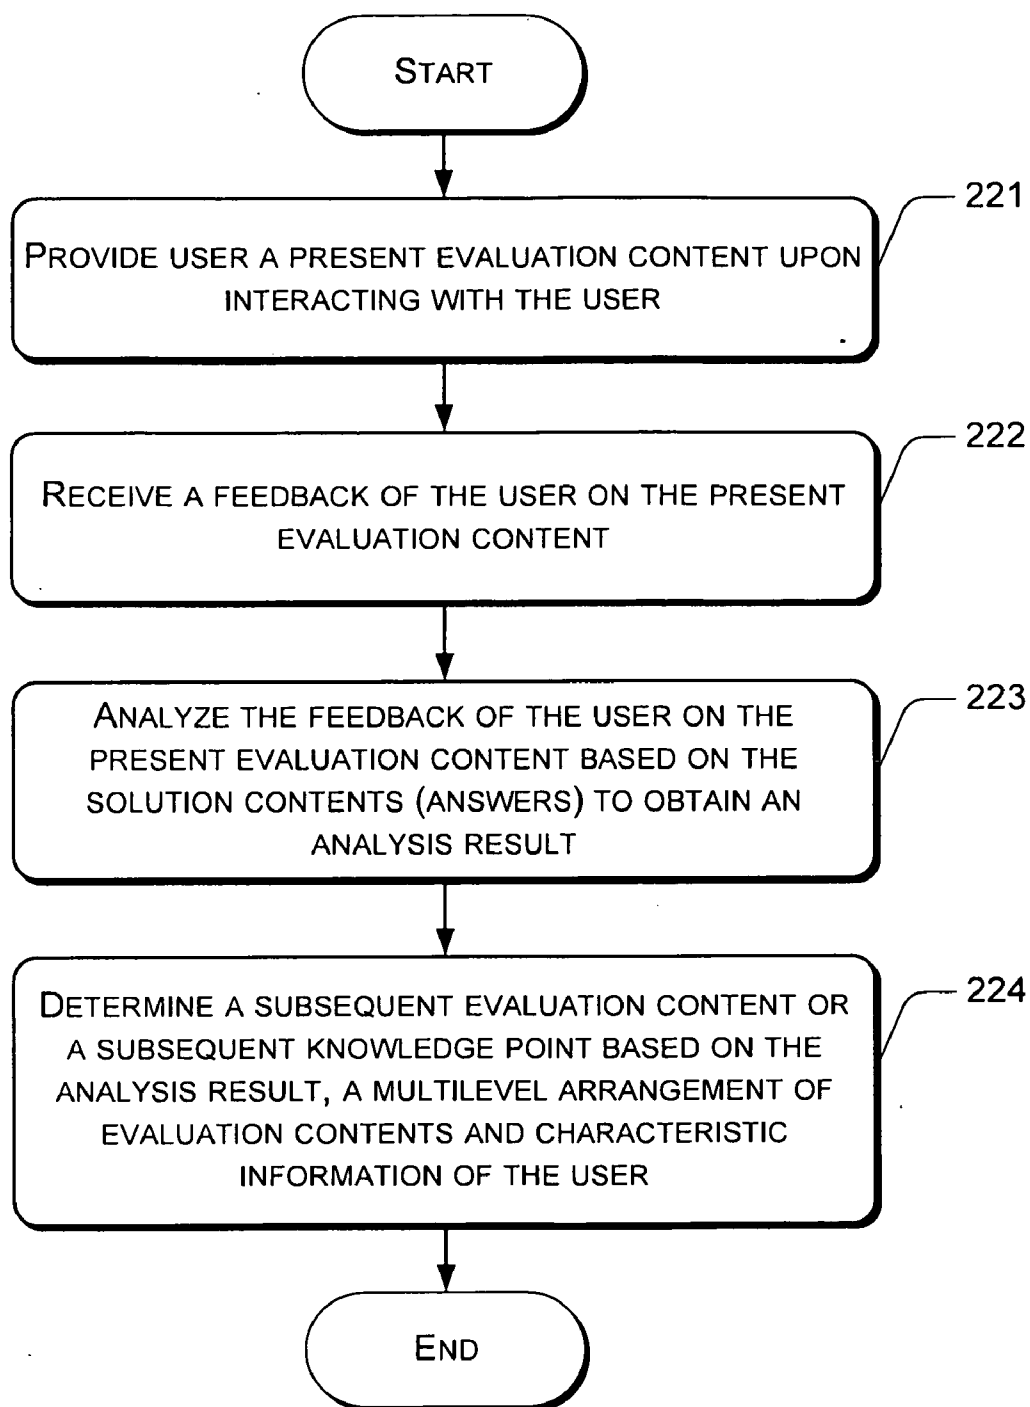 START
221
PROVIDE USER A PRESENT EVALUATION CONTENT UPON
INTERACTING WITH THE USER
222
RECEIVE A FEEDBACK OF THE USER ON THE PRESENT
EVALUATION CONTENT
223
ANALYZE THE FEEDBACK OF THE USER ON THE
PRESENT EVALUATION CONTENT BASED ON THE
SOLUTION CONTENTS (ANSWERS) TO OBTAIN AN
ANALYSIS RESULT
224
DETERMINE A SUBSEQUENT EVALUATION CONTENT OR
A SUBSEQUENT KNOWLEDGE POINT BASED ON THE
ANALYSIS RESULT, A MULTILEVEL ARRANGEMENT OF
EVALUATION CONTENTS AND CHARACTERISTIC
INFORMATION OF THE USER
END